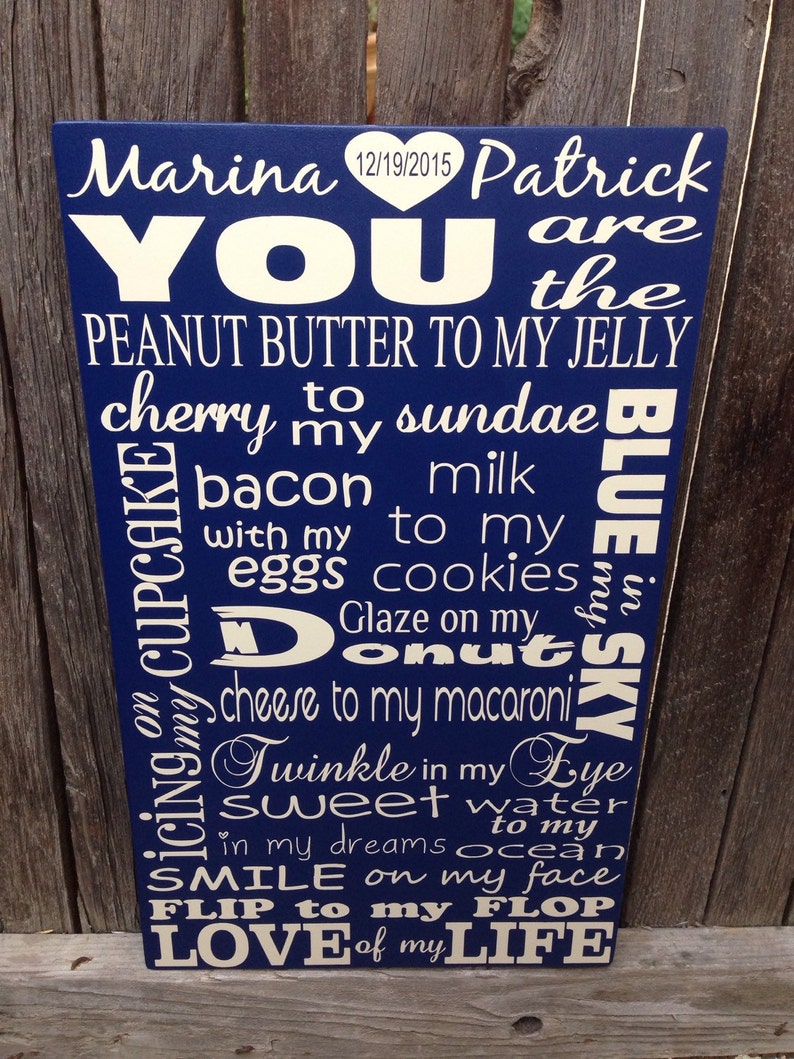 Marina 12/19/2015 Patrick
YOU are
the
PEANUT BUTTER TO MY JELLY
cherry to my sundae
BLUE in my SKY
icing on my CUPCAKE
bacon
with my
eggs
milk
to my
cookies
Glaze on my
Donut
cheese to my macaroni
Twinkle in my Eye
sweet
in my dreams
water
to my
ocean
SMILE on my face
FLIP to my FLOP
LOVE of my LIFE